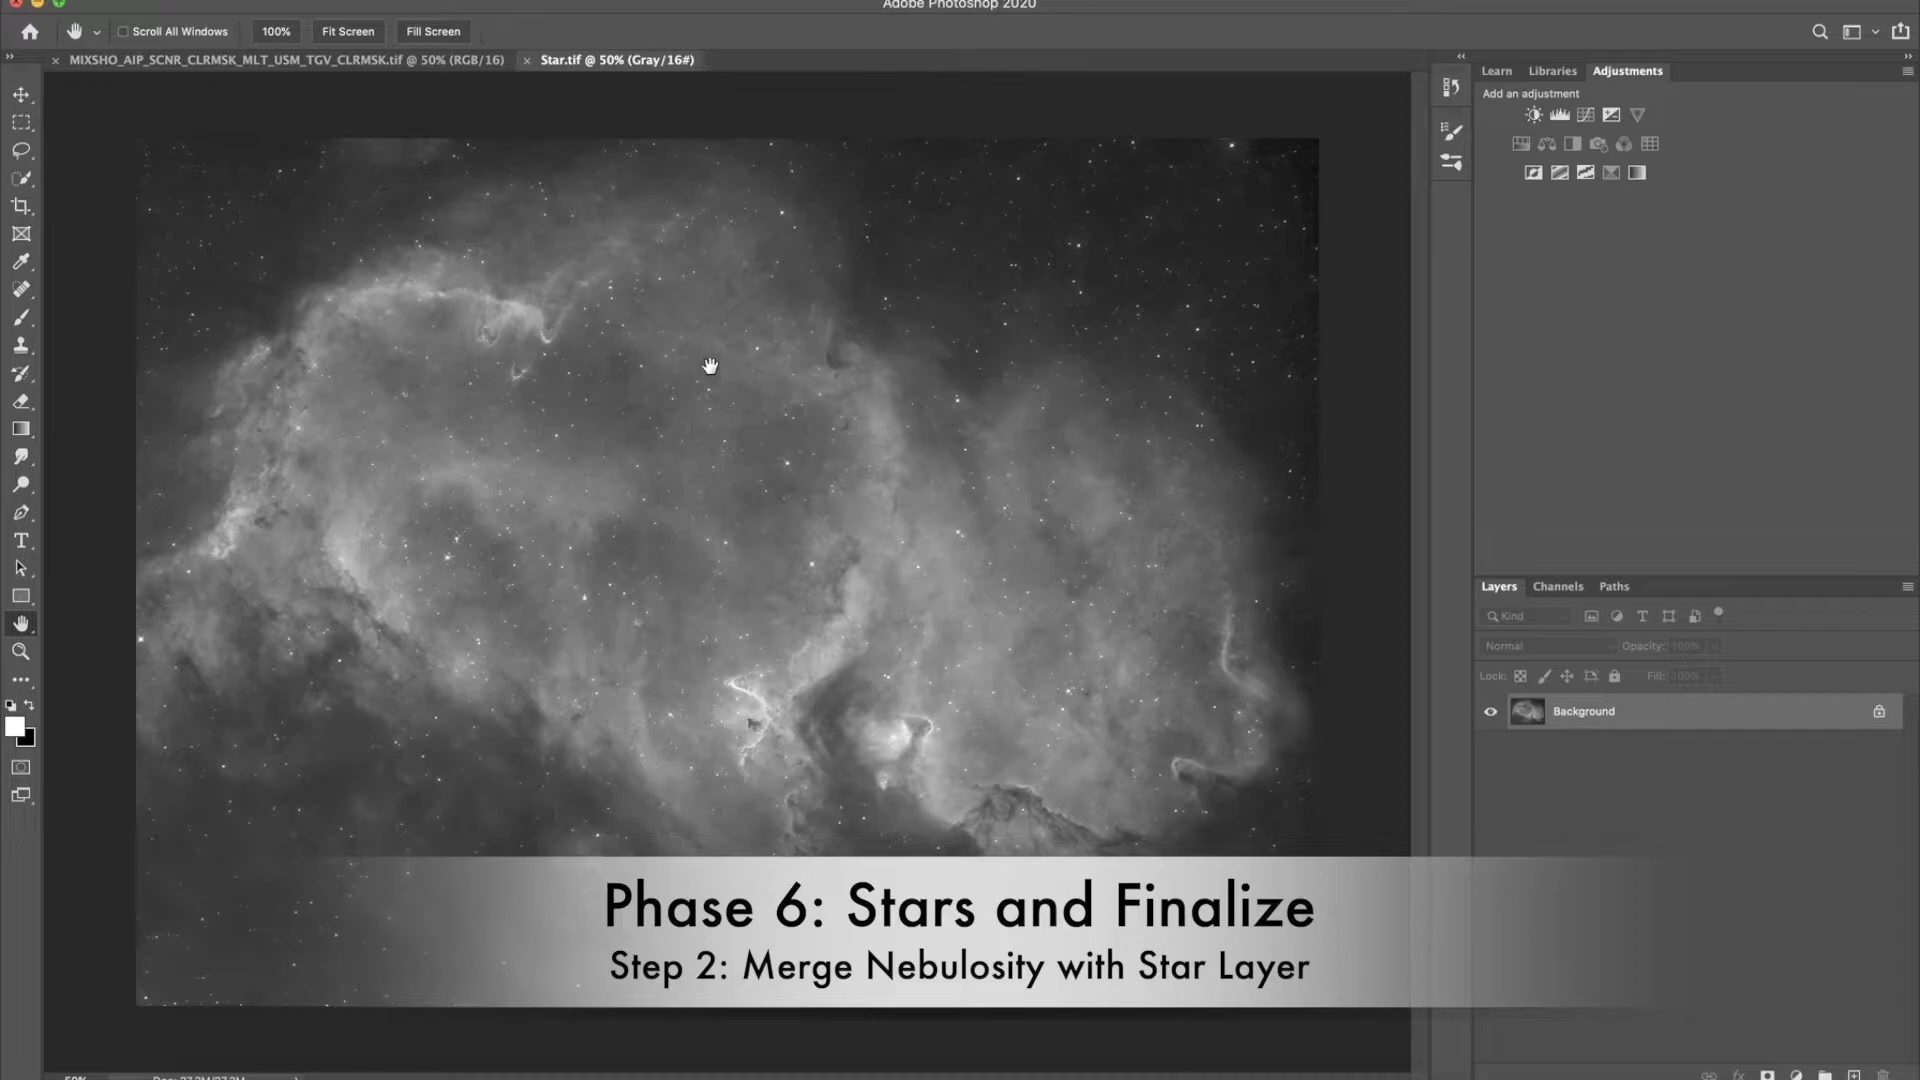 Adobe Photoshop 2020
Scroll All Windows 100% Fit Screen Fill Screen
MIXSHO_AIP_SCNR_CLRMSK_MLT_USM_TGV_CLRMSK.tif @ 50% (RGB/16) Star.tif @ 50% (Gray/16#)
Learn Libraries Adjustments
Add an adjustment
Layers Channels Paths
Kind
Normal Opacity: 100%
Lock: Fill: 100%
Background
Phase 6: Stars and Finalize
Step 2: Merge Nebulosity with Star Layer